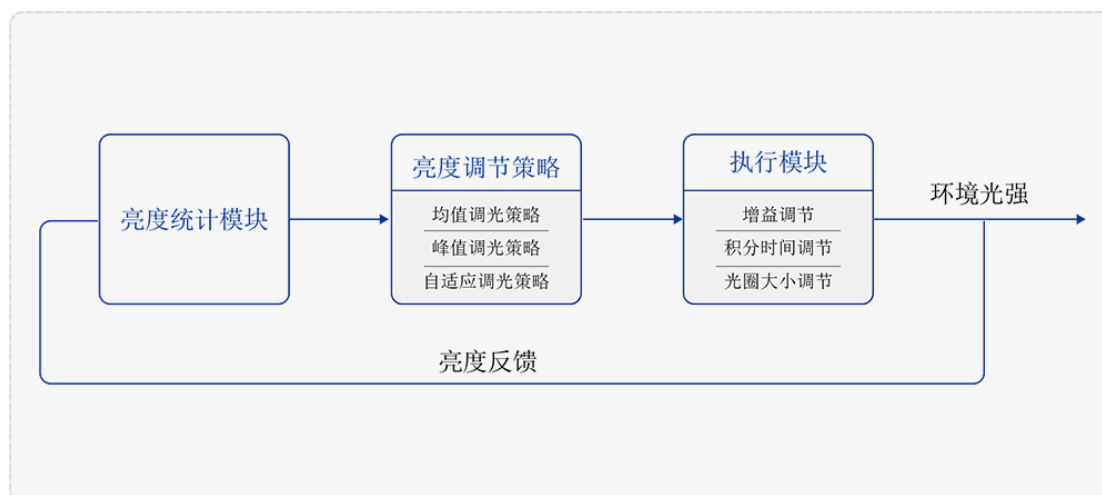 亮度统计模块
亮度调节策略
均值调光策略
峰值调光策略
自适应调光策略
执行模块
增益调节
积分时间调节
光圈大小调节
环境光强
亮度反馈